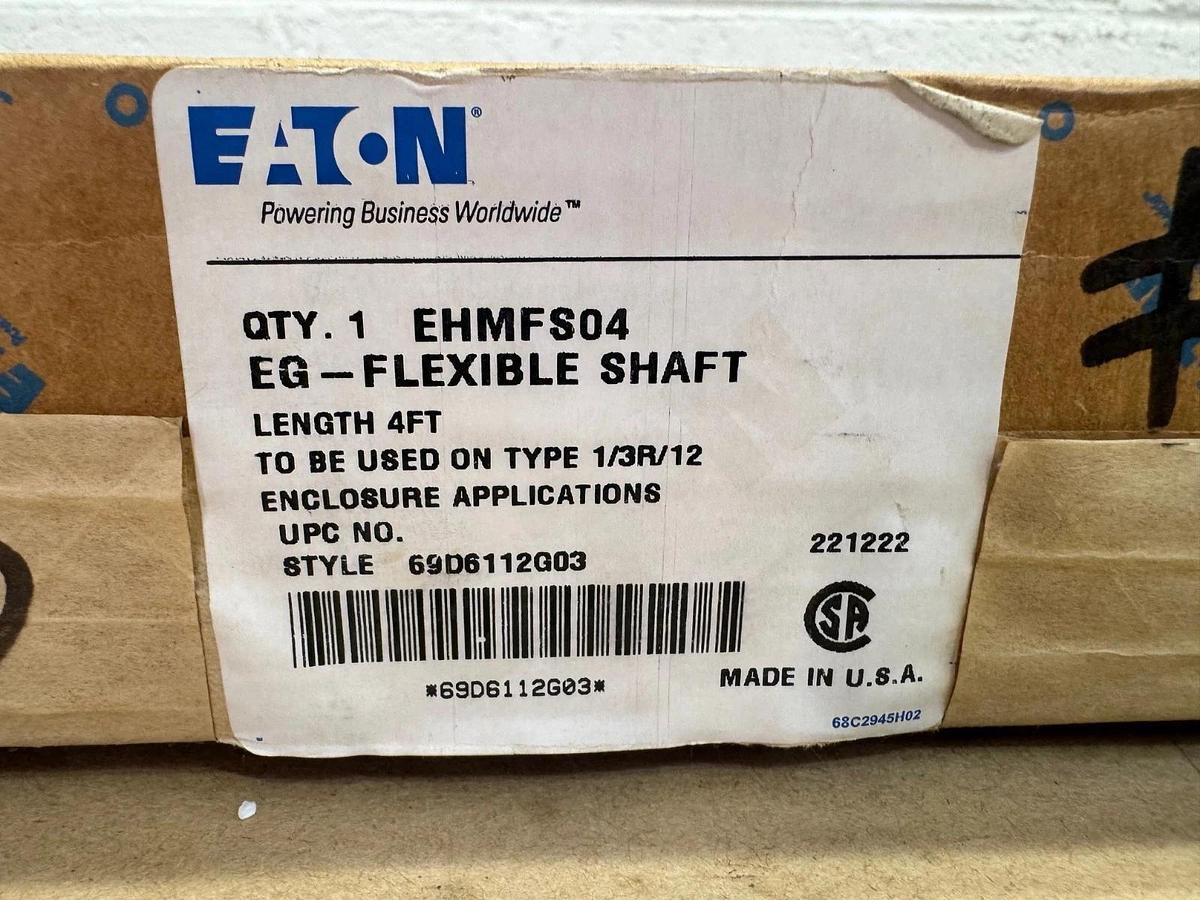 EATON®
Powering Business Worldwide™
QTY. 1 EHMFS04
EG-FLEXIBLE SHAFT
LENGTH 4FT
TO BE USED ON TYPE 1/3R/12
ENCLOSURE APPLICATIONS
UPC NO.
221222
STYLE 69D6112G03
SA
*69D6112G03*
MADE IN U.S.A.
68C2945H02